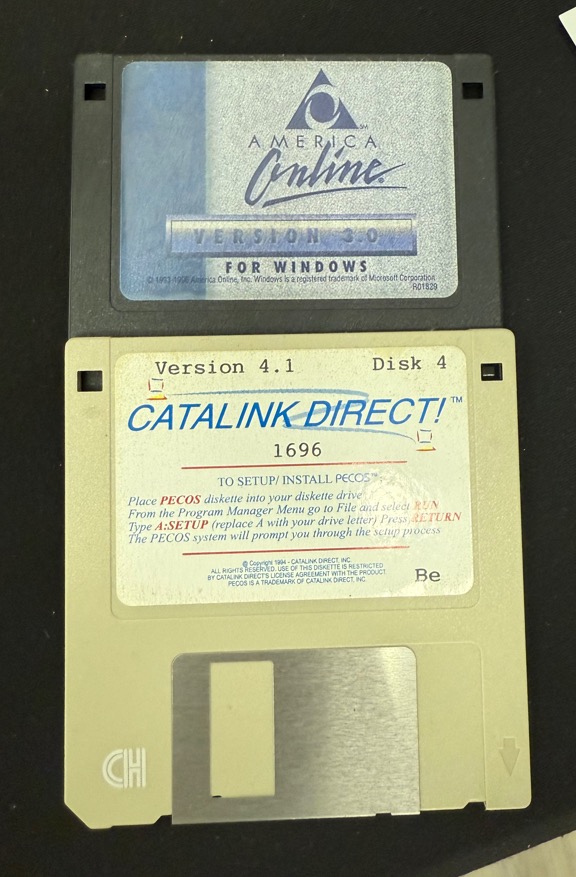 AMERICA
Online
SM
VERSION 3.0
FOR WINDOWS
© 1993-1996 America Online, Inc. Windows is a registered trademark of Microsoft Corporation
R01829
Version 4.1 Disk 4
CATALINK DIRECT!™
1696
TO SETUP/ INSTALL PECOS™
Place PECOS diskette into your diskette drive
From the Program Manager Menu go to File and select RUN
Type A:SETUP (replace A with your drive letter) Press RETURN
The PECOS system will prompt you through the setup process
© Copyright 1994 - CATALINK DIRECT, INC.
ALL RIGHTS RESERVED. USE OF THIS DISKETTE IS RESTRICTED
BY CATALINK DIRECT'S LICENSE AGREEMENT WITH THE PRODUCT.
PECOS IS A TRADEMARK OF CATALINK DIRECT, INC.
Be
CH